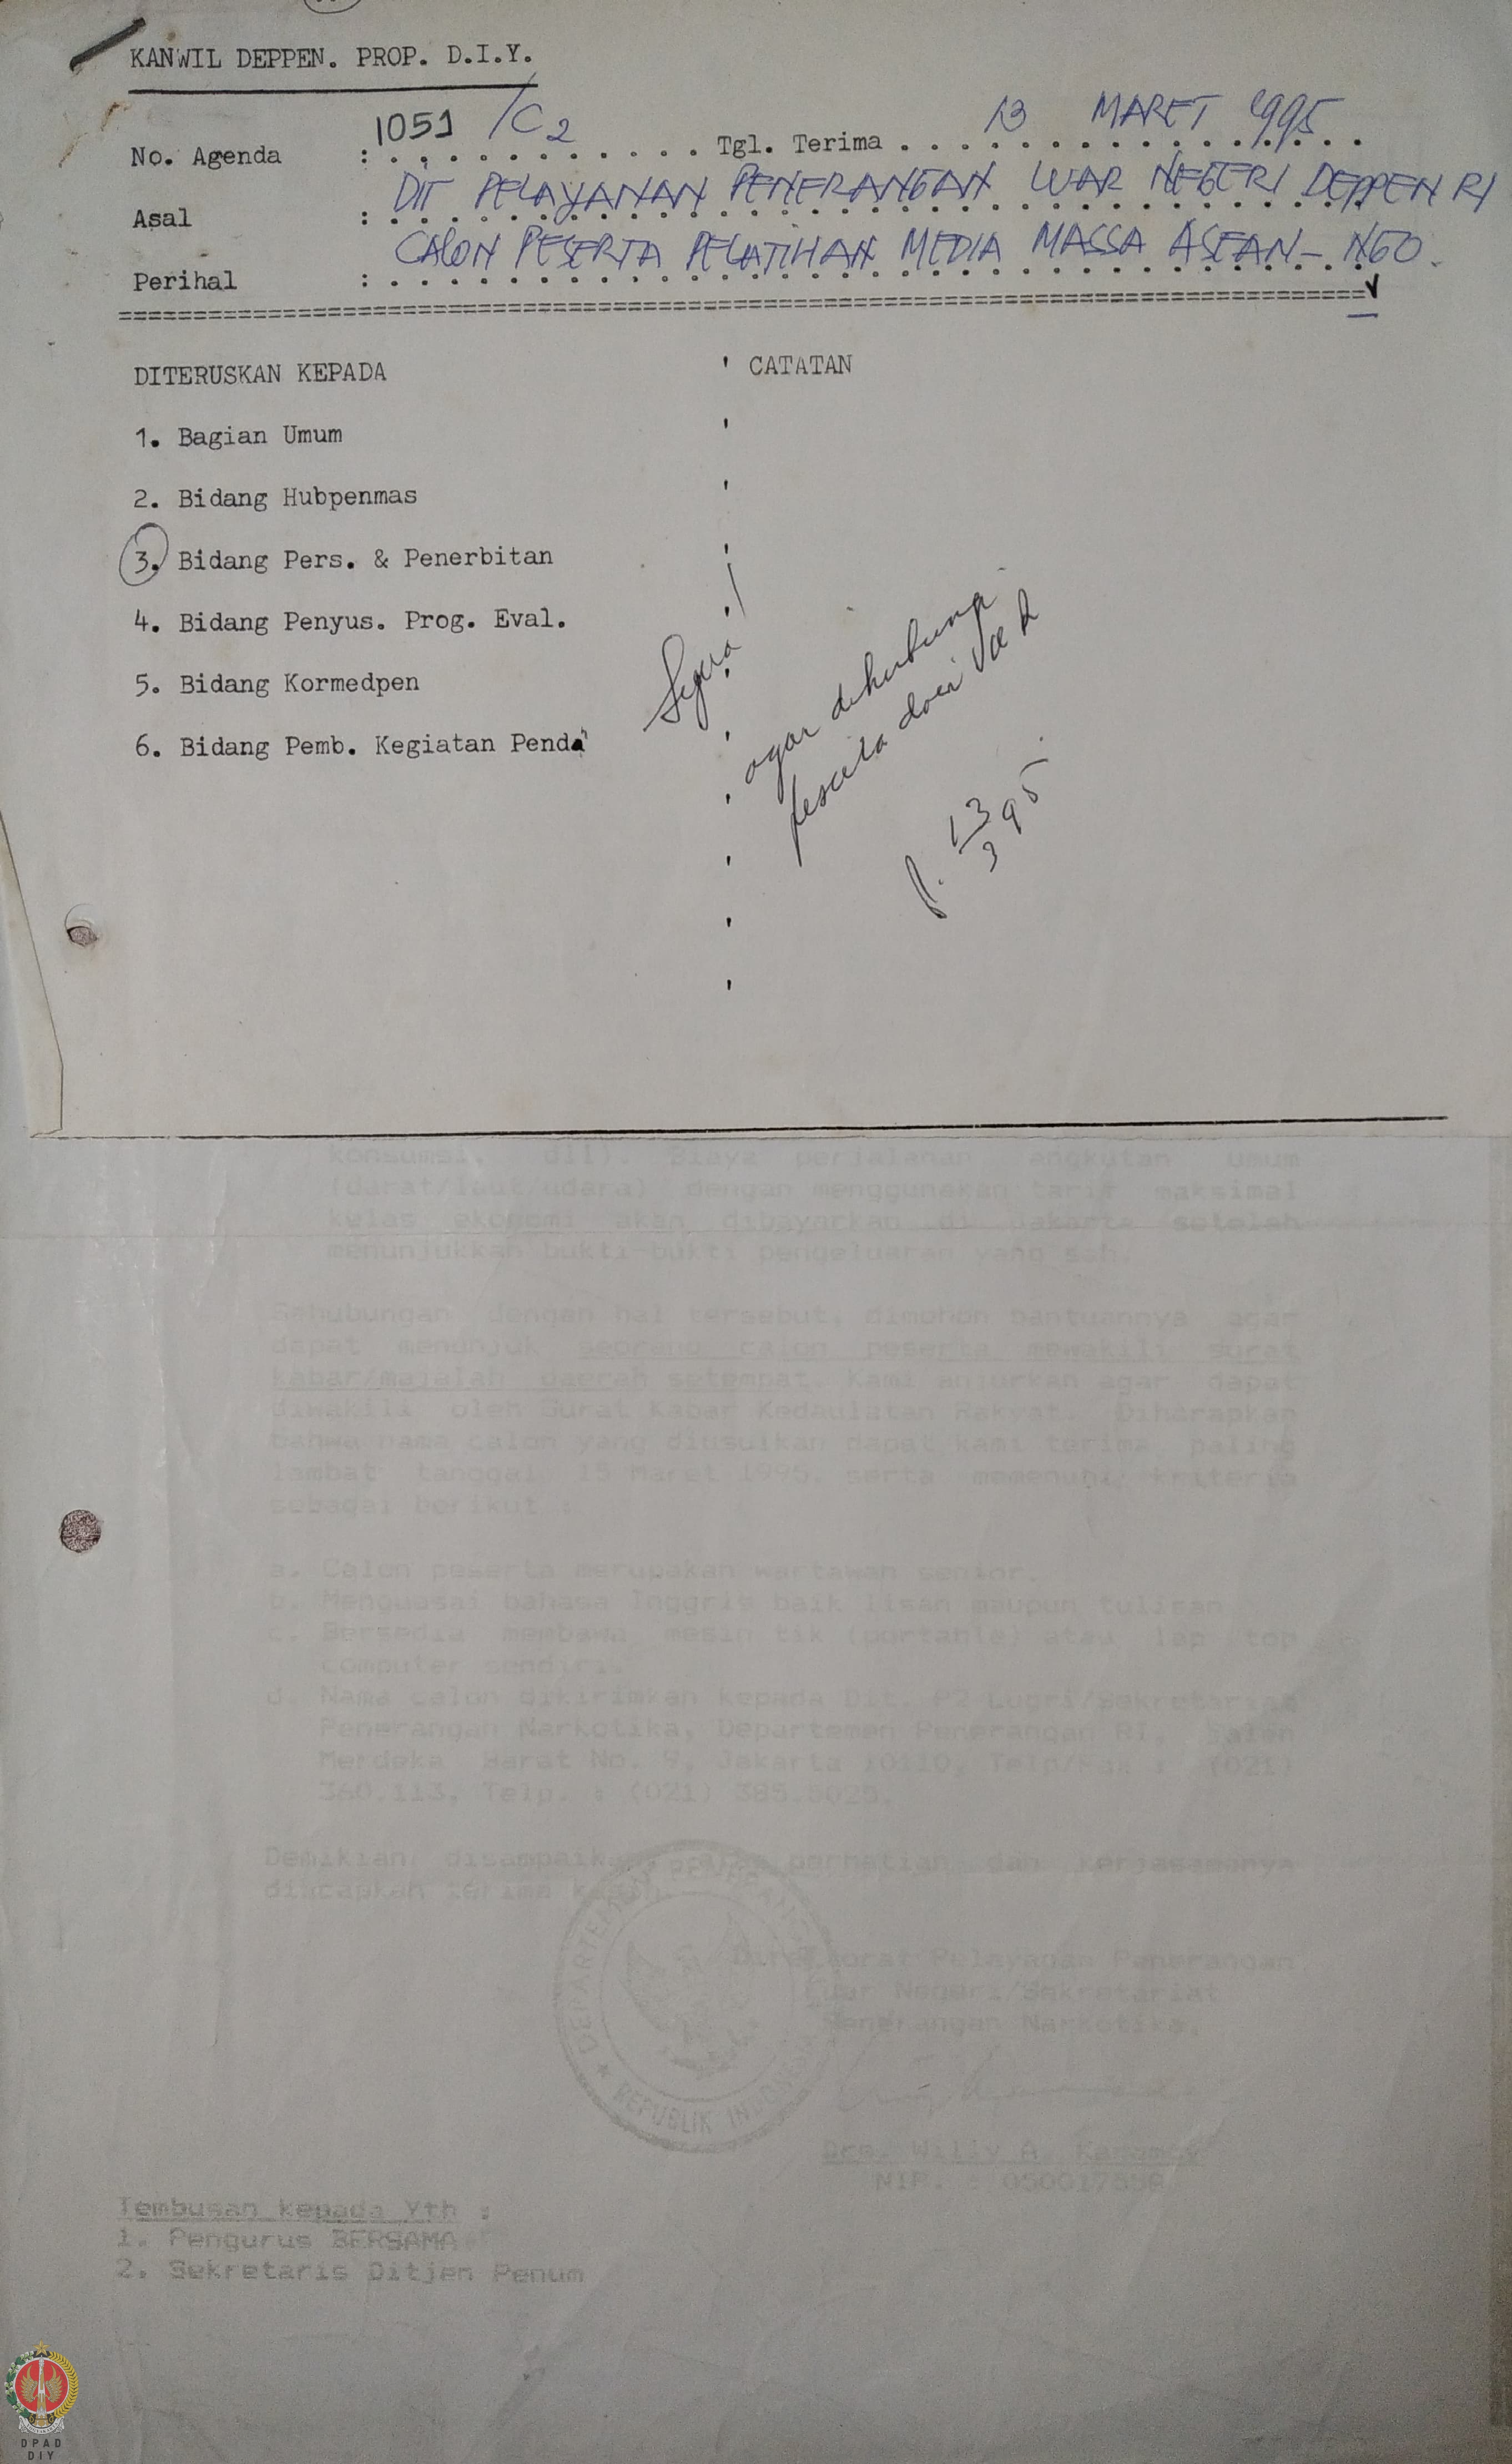 KANWIL DEPPEN. PROP. D.I.Y.
No. Agenda : 1051 /C2 Tgl. Terima 13 MARET 1995
Asal : DIT PELAYANAN PENERANGAN LUAR NEGERI DEPPEN RI
Perihal : CALON PESERTA PELATIHAN MEDIA MASSA ASEAN - NGO.
DITERUSKAN KEPADA ' CATATAN
1. Bagian Umum
2. Bidang Hubpenmas
3. Bidang Pers. & Penerbitan
4. Bidang Penyus. Prog. Eval.
5. Bidang Kormedpen
6. Bidang Pemb. Kegiatan Penda
Segera!
agar dihubungi
peserta dari
13/3 95
konsumsi, dll). Biaya perjalanan angkutan umum
(darat/laut/udara) dengan menggunakan tarif maksimal
kelas ekonomi akan dibayarkan di Jakarta setelah
menunjukkan bukti-bukti pengeluaran yang sah.
Sehubungan dengan hal tersebut, dimohon bantuannya agar
dapat menunjuk seorang calon peserta mewakili surat
kabar/majalah daerah setempat. Kami anjurkan agar dapat
diwakili oleh Surat Kabar Kedaulatan Rakyat. Diharapkan
bahwa nama calon yang diusulkan dapat kami terima paling
lambat tanggal 15 Maret 1995, serta memenuhi kriteria
sebagai berikut :
a. Calon peserta merupakan wartawan senior.
b. Menguasai bahasa Inggris baik lisan maupun tulisan
c. Bersedia membawa mesin tik (portable) atau lap top
computer sendiri.
d. Nama calon dikirimkan kepada Dit. P2 Lugri/Sekretariat
Penerangan Narkotika, Departemen Penerangan RI, Jalan
Merdeka Barat No. 9, Jakarta 10110, Telp/Fax : (021)
360.113, Telp. : (021) 385.5025.
Demikian disampaikan, atas perhatian dan kerjasamanya
diucapkan terima kasih.
DEPARTEMEN PENERANGAN
REPUBLIK INDONESIA
Direktorat Pelayanan Penerangan
Luar Negeri/Sekretariat
Penerangan Narkotika,
Drs. Willy A.
NIP. :
Tembusan kepada Yth :
1. Pengurus BERSAMA
2. Sekretaris Ditjen Penum
DPAD
DIY